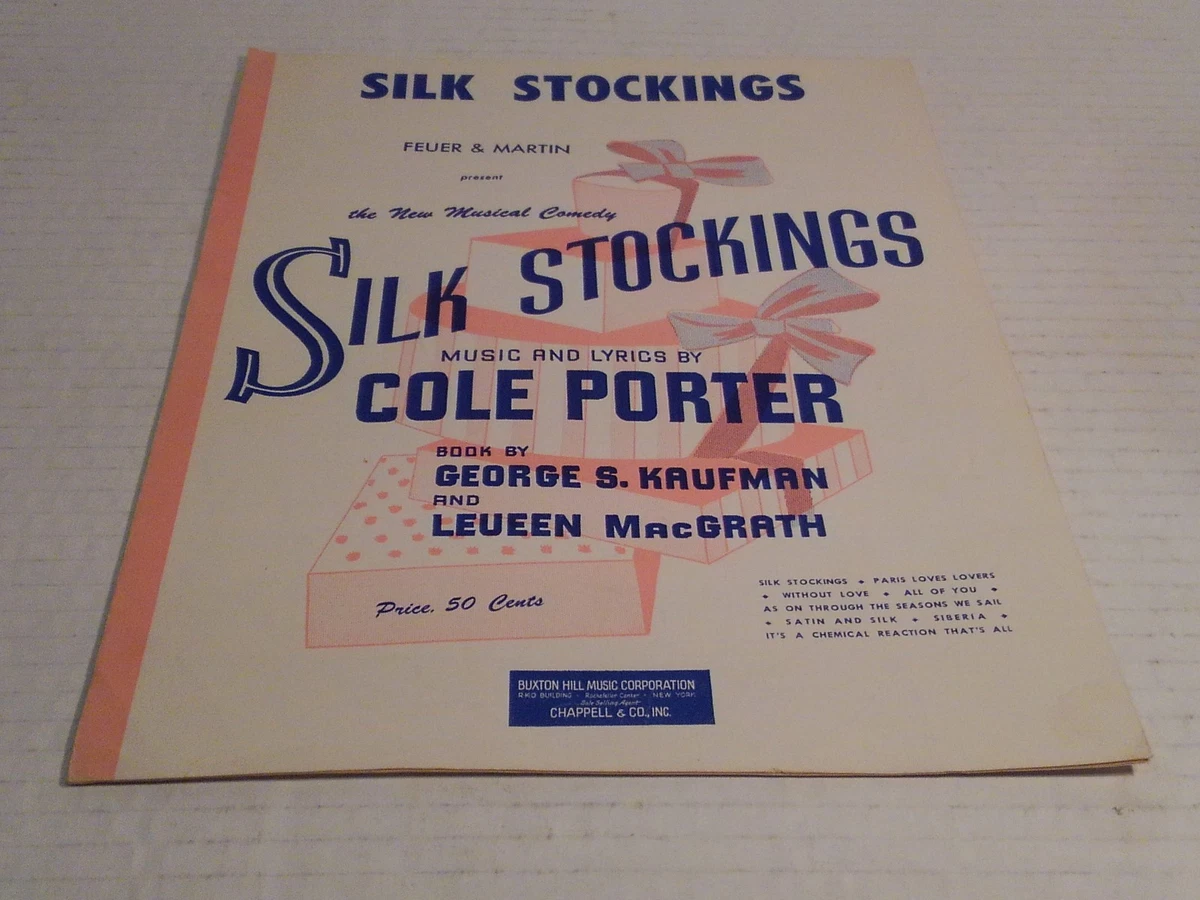 SILK STOCKINGS
FEUER & MARTIN
present
the New Musical Comedy
SILK STOCKINGS
MUSIC AND LYRICS BY
COLE PORTER
BOOK BY
GEORGE S. KAUFMAN
AND
LEUEEN MACGRATH
Price, 50 Cents
SILK STOCKINGS ✦ PARIS LOVES LOVERS
✦ WITHOUT LOVE ✦ ALL OF YOU ✦
AS ON THROUGH THE SEASONS WE SAIL
✦ SATIN AND SILK ✦ SIBERIA ✦
IT'S A CHEMICAL REACTION THAT'S ALL
BUXTON HILL MUSIC CORPORATION
RKO BUILDING - Rockefeller Center - NEW YORK
Sole Selling Agent
CHAPPELL & CO., INC.